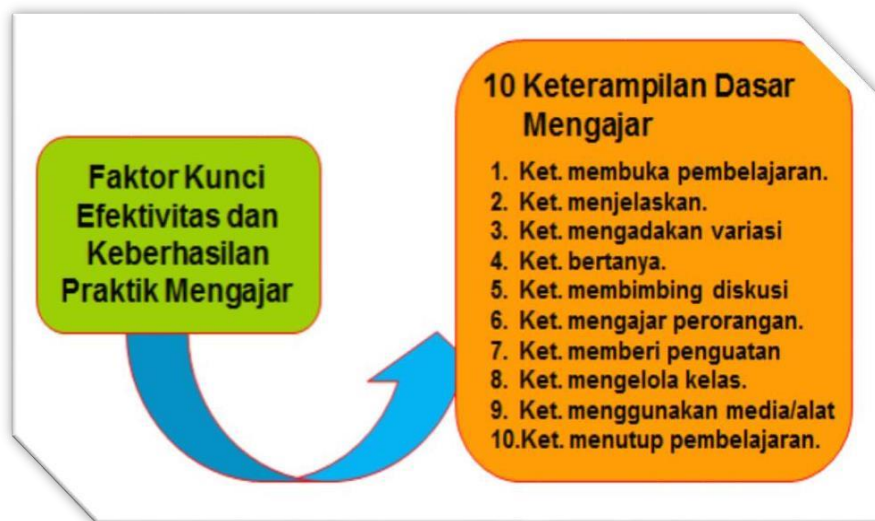 Faktor Kunci
Efektivitas dan
Keberhasilan
Praktik Mengajar
10 Keterampilan Dasar
Mengajar
1. Ket. membuka pembelajaran.
2. Ket. menjelaskan.
3. Ket. mengadakan variasi
4. Ket. bertanya.
5. Ket. membimbing diskusi
6. Ket. mengajar perorangan.
7. Ket. memberi penguatan
8. Ket. mengelola kelas.
9. Ket. menggunakan media/alat
10.Ket. menutup pembelajaran.